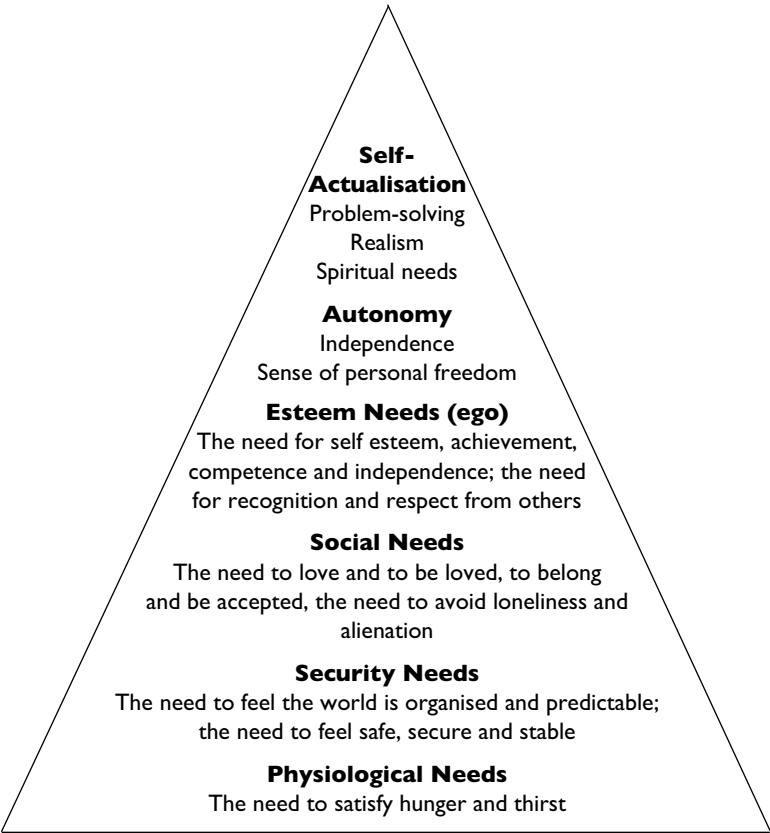 Self-
Actualisation
Problem-solving
Realism
Spiritual needs
Autonomy
Independence
Sense of personal freedom
Esteem Needs (ego)
The need for self esteem, achievement,
competence and independence; the need
for recognition and respect from others
Social Needs
The need to love and to be loved, to belong
and be accepted, the need to avoid loneliness and
alienation
Security Needs
The need to feel the world is organised and predictable;
the need to feel safe, secure and stable
Physiological Needs
The need to satisfy hunger and thirst